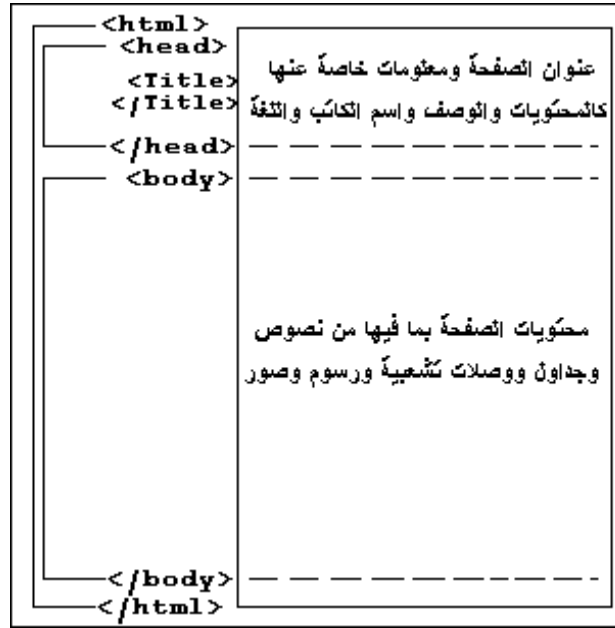 <html>
<head>
<Title>
</Title>
عنوان الصفحة ومعلومات خاصة عنها
كالمحتويات والوصف واسم الكاتب واللغة
</head>
<body>
محتويات الصفحة بما فيها من نصوص
وجداول ووصلات تشعبية ورسوم وصور
</body>
</html>